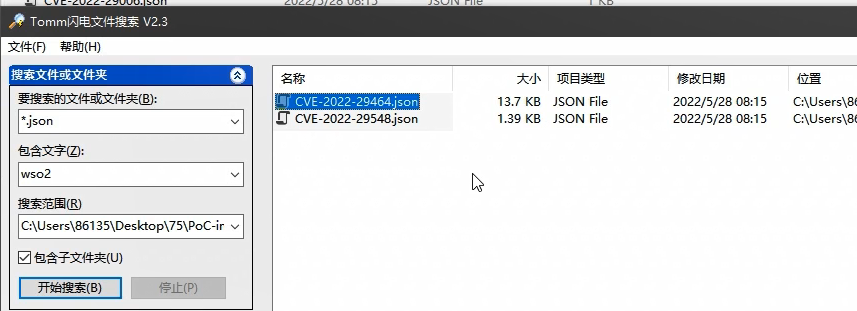 CVE-2022-29006.json 2022/5/28 08:15 JSON File 1 KB
Tomm闪电文件搜索 V2.3
文件(F) 帮助(H)
搜索文件或文件夹
要搜索的文件或文件夹(B):
*.json
包含文字(Z):
wso2
搜索范围(R)
C:\Users\86135\Desktop\75\PoC-in
包含子文件夹(U)
开始搜索(B) 停止(P)
名称 大小 项目类型 修改日期 位置
CVE-2022-29464.json 13.7 KB JSON File 2022/5/28 08:15 C:\Users\86
CVE-2022-29548.json 1.39 KB JSON File 2022/5/28 08:15 C:\Users\86